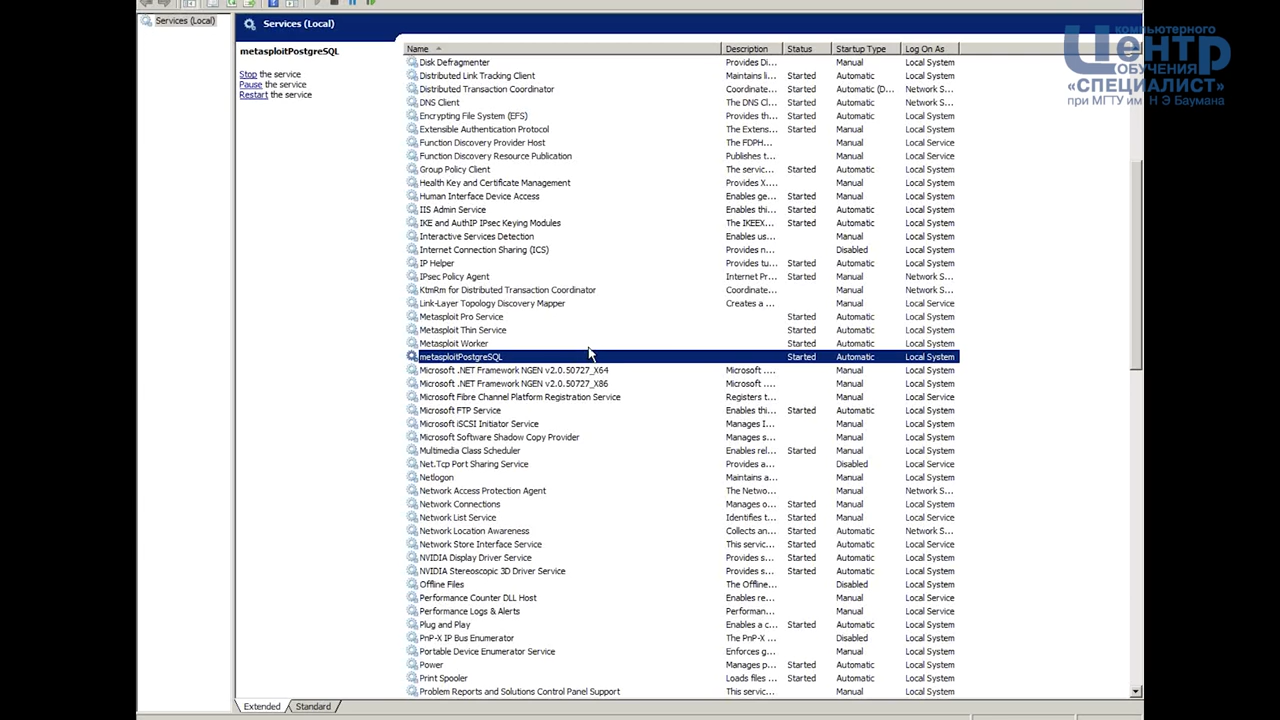 Services (Local)
Services (Local)
компьютерного
Центр
ОБУЧЕНИЯ
«СПЕЦИАЛИСТ»
при МГТУ им Н Э Баумана
metasploitPostgreSQL
Stop the service
Pause the service
Restart the service
Name Description Status Startup Type Log On As
Disk Defragmenter Provides Di... Manual Local System
Distributed Link Tracking Client Maintains li... Started Automatic Local System
Distributed Transaction Coordinator Coordinate... Started Automatic (D... Network S...
DNS Client The DNS Cl... Started Automatic Network S...
Encrypting File System (EFS) Provides th... Started Automatic Local System
Extensible Authentication Protocol The Extens... Started Manual Local System
Function Discovery Provider Host The FDPH... Manual Local Service
Function Discovery Resource Publication Publishes t... Manual Local Service
Group Policy Client The servic... Started Automatic Local System
Health Key and Certificate Management Provides X.... Manual Local System
Human Interface Device Access Enables ge... Started Manual Local System
IIS Admin Service Enables thi... Started Automatic Local System
IKE and AuthIP IPsec Keying Modules The IKEEX... Started Automatic Local System
Interactive Services Detection Enables us... Manual Local System
Internet Connection Sharing (ICS) Provides n... Disabled Local System
IP Helper Provides tu... Started Automatic Local System
IPsec Policy Agent Internet Pr... Started Manual Network S...
KtmRm for Distributed Transaction Coordinator Coordinate... Manual Network S...
Link-Layer Topology Discovery Mapper Creates a ... Manual Local Service
Metasploit Pro Service Started Automatic Local System
Metasploit Thin Service Started Automatic Local System
Metasploit Worker Started Automatic Local System
metasploitPostgreSQL Started Automatic Local System
Microsoft .NET Framework NGEN v2.0.50727_X64 Microsoft .... Manual Local System
Microsoft .NET Framework NGEN v2.0.50727_X86 Microsoft .... Manual Local System
Microsoft Fibre Channel Platform Registration Service Registers t... Manual Local System
Microsoft FTP Service Enables thi... Started Automatic Local System
Microsoft iSCSI Initiator Service Manages I... Manual Local System
Microsoft Software Shadow Copy Provider Manages s... Manual Local System
Multimedia Class Scheduler Enables rel... Started Manual Local System
Net.Tcp Port Sharing Service Provides a... Disabled Local Service
Netlogon Maintains a... Manual Local System
Network Access Protection Agent The Netwo... Manual Network S...
Network Connections Manages o... Started Manual Local System
Network List Service Identifies t... Started Manual Local Service
Network Location Awareness Collects an... Started Automatic Network S...
Network Store Interface Service This servic... Started Automatic Local Service
NVIDIA Display Driver Service Provides s... Started Automatic Local System
NVIDIA Stereoscopic 3D Driver Service Provides s... Started Automatic Local System
Offline Files The Offline... Disabled Local System
Performance Counter DLL Host Enables re... Manual Local Service
Performance Logs & Alerts Performan... Manual Local Service
Plug and Play Enables a c... Started Automatic Local System
PnP-X IP Bus Enumerator The PnP-X ... Disabled Local System
Portable Device Enumerator Service Enforces g... Manual Local System
Power Manages p... Started Automatic Local System
Print Spooler Loads files ... Started Automatic Local System
Problem Reports and Solutions Control Panel Support This servic... Manual Local System
Extended Standard